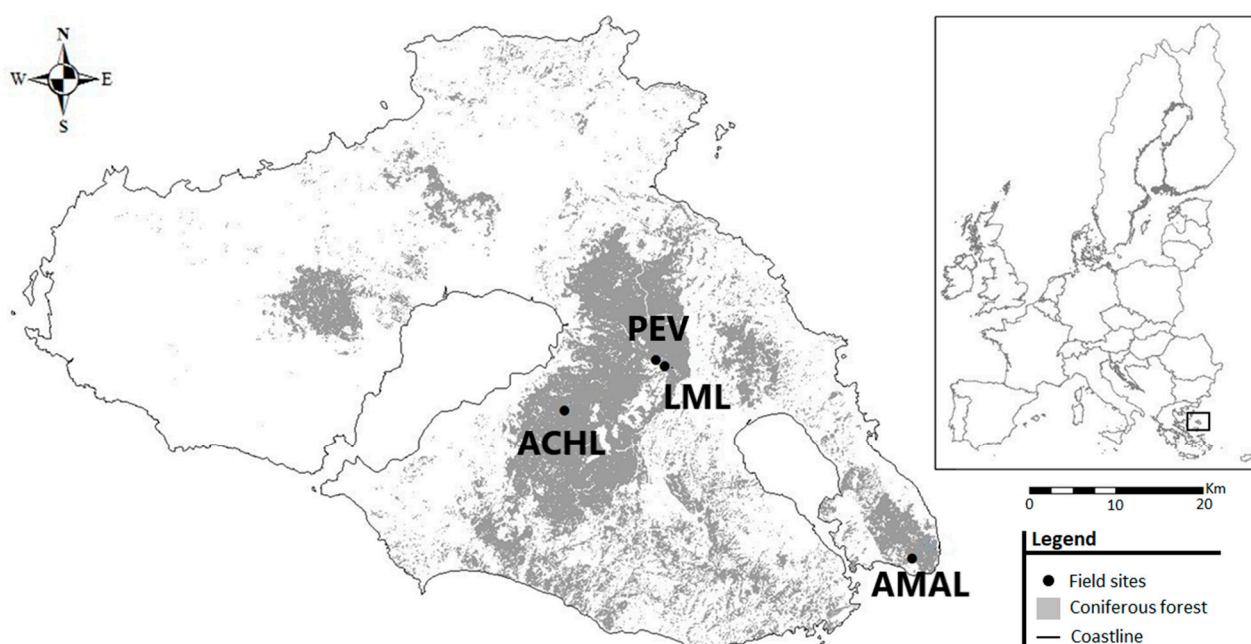 N
W E
S
PEV
LML
ACHL
AMAL
Km
0 10 20
Legend
Field sites
Coniferous forest
Coastline